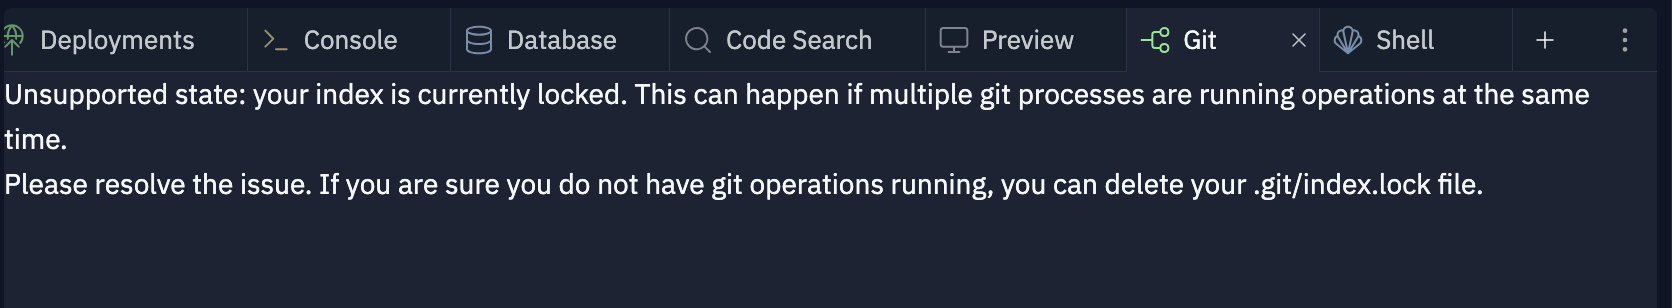 Deployments Console Database Code Search Preview Git Shell
Unsupported state: your index is currently locked. This can happen if multiple git processes are running operations at the same
time.
Please resolve the issue. If you are sure you do not have git operations running, you can delete your .git/index.lock file.